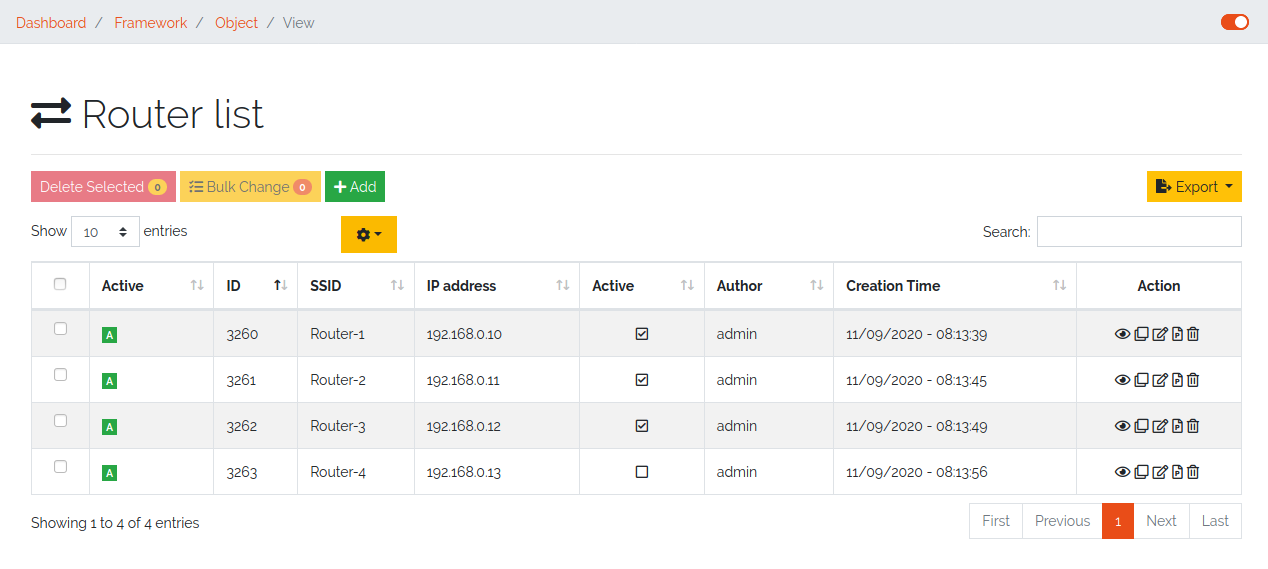 Dashboard / Framework / Object / View
Router list
Delete Selected 0 Bulk Change 0 Add Export
Show 10 entries Search:
Active ID SSID IP address Active Author Creation Time Action
A 3260 Router-1 192.168.0.10 admin 11/09/2020 - 08:13:39
A 3261 Router-2 192.168.0.11 admin 11/09/2020 - 08:13:45
A 3262 Router-3 192.168.0.12 admin 11/09/2020 - 08:13:49
A 3263 Router-4 192.168.0.13 admin 11/09/2020 - 08:13:56
Showing 1 to 4 of 4 entries First Previous 1 Next Last